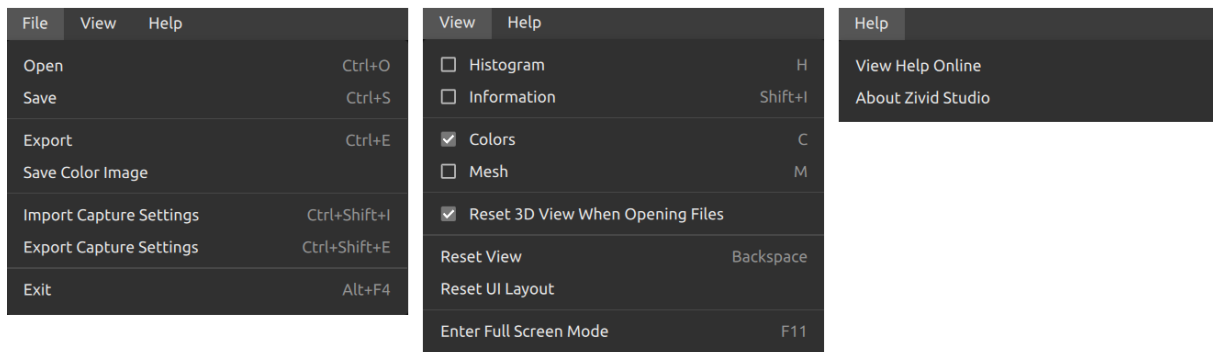 File View Help
Open Ctrl+O
Save Ctrl+S
Export Ctrl+E
Save Color Image
Import Capture Settings Ctrl+Shift+I
Export Capture Settings Ctrl+Shift+E
Exit Alt+F4
View Help
Histogram H
Information Shift+I
Colors C
Mesh M
Reset 3D View When Opening Files
Reset View Backspace
Reset UI Layout
Enter Full Screen Mode F11
Help
View Help Online
About Zivid Studio